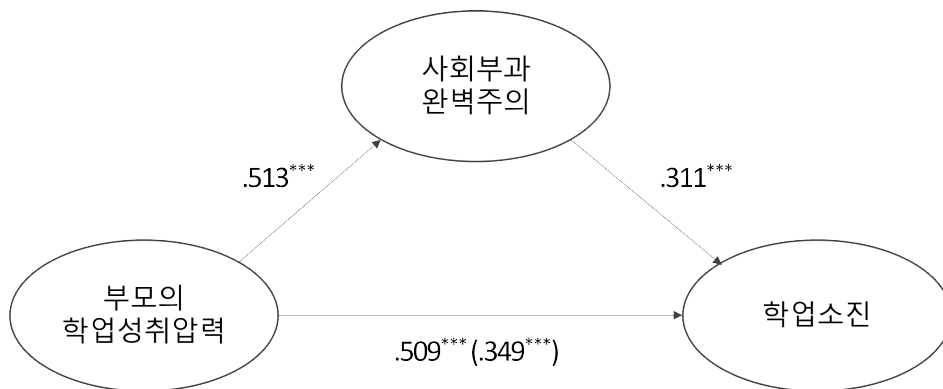 사회부과
완벽주의
.513***
.311***
부모의
학업성취압력
학업소진
.509*** (.349***)